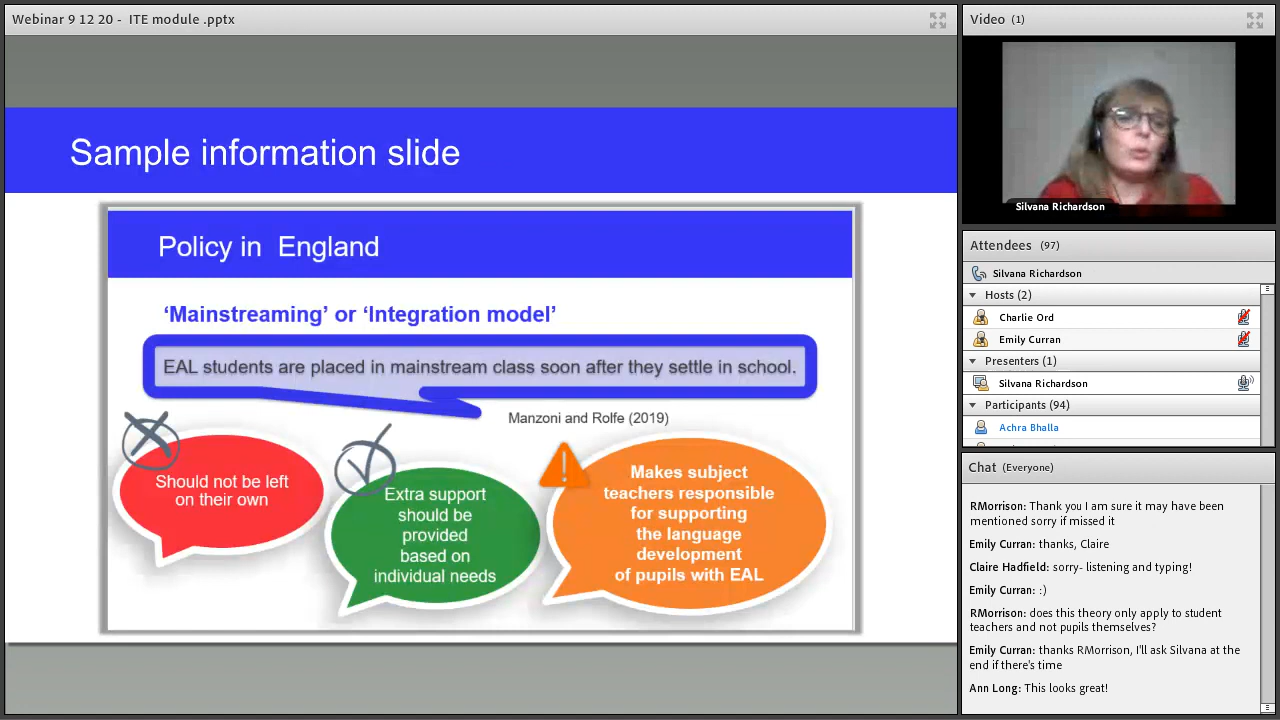 Webinar 9 12 20 - ITE module .pptx
Sample information slide
Policy in England
‘Mainstreaming’ or ‘Integration model’
EAL students are placed in mainstream class soon after they settle in school.
Manzoni and Rolfe (2019)
Should not be left
on their own
Extra support
should be
provided
based on
individual needs
Makes subject
teachers responsible
for supporting
the language
development
of pupils with EAL
Video (1)
Silvana Richardson
Attendees (97)
Silvana Richardson
Hosts (2)
Charlie Ord
Emily Curran
Presenters (1)
Silvana Richardson
Participants (94)
Achra Bhalla
Chat (Everyone)
RMorrison: Thank you I am sure it may have been
mentioned sorry if missed it
Emily Curran: thanks, Claire
Claire Hadfield: sorry- listening and typing!
Emily Curran: :)
RMorrison: does this theory only apply to student
teachers and not pupils themselves?
Emily Curran: thanks RMorrison, I'll ask Silvana at the
end if there's time
Ann Long: This looks great!